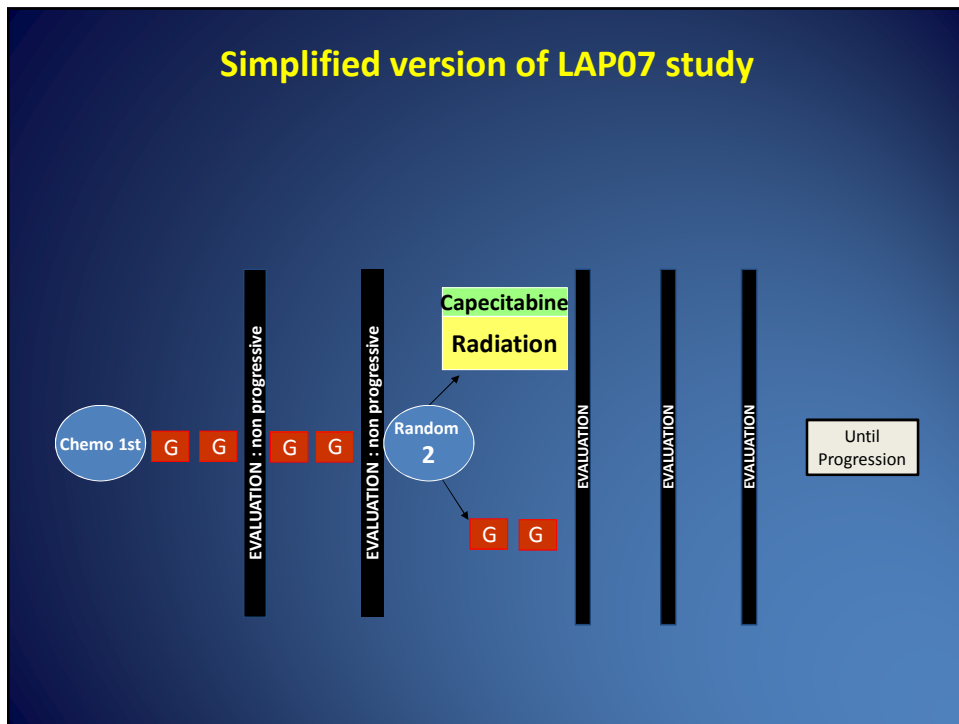 Simplified version of LAP07 study
Chemo 1st
G
G
EVALUATION : non progressive
G
G
EVALUATION : non progressive
Random
2
Capecitabine
Radiation
G
G
EVALUATION
EVALUATION
EVALUATION
Until
Progression